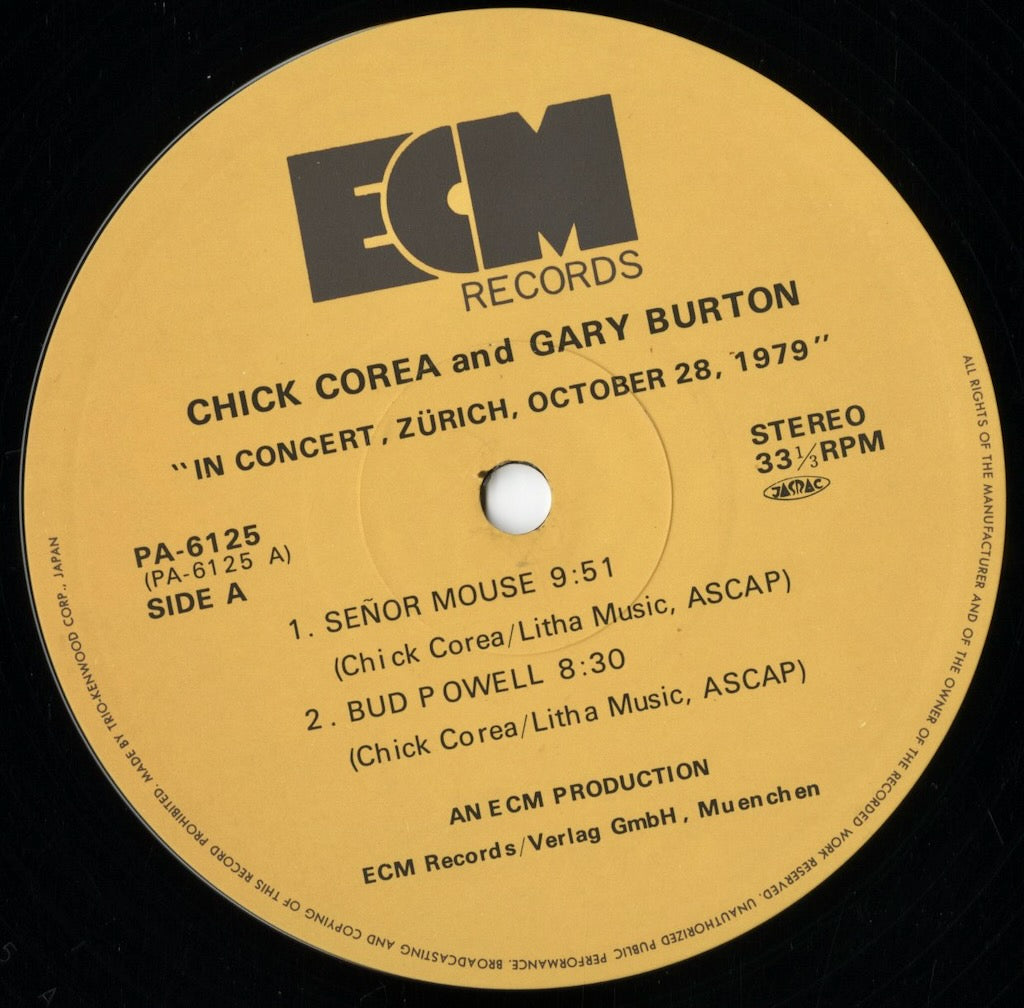 ECM
RECORDS
CHICK COREA and GARY BURTON
"IN CONCERT, ZÜRICH, OCTOBER 28, 1979"
STEREO
33⅓RPM
JASRAC
PA-6125
(PA-6125 A)
SIDE A
1. SEÑOR MOUSE 9:51
(Chick Corea/Litha Music, ASCAP)
2. BUD POWELL 8:30
(Chick Corea/Litha Music, ASCAP)
AN ECM PRODUCTION
ECM Records/Verlag GmbH, Muenchen
ALL RIGHTS OF THE MANUFACTURER AND OF THE OWNER OF THE RECORDED WORK RESERVED. UNAUTHORIZED PUBLIC PERFORMANCE. BROADCASTING AND COPYING OF THIS RECORD PROHIBITED. MADE BY TRIO-KENWOOD CORP., JAPAN